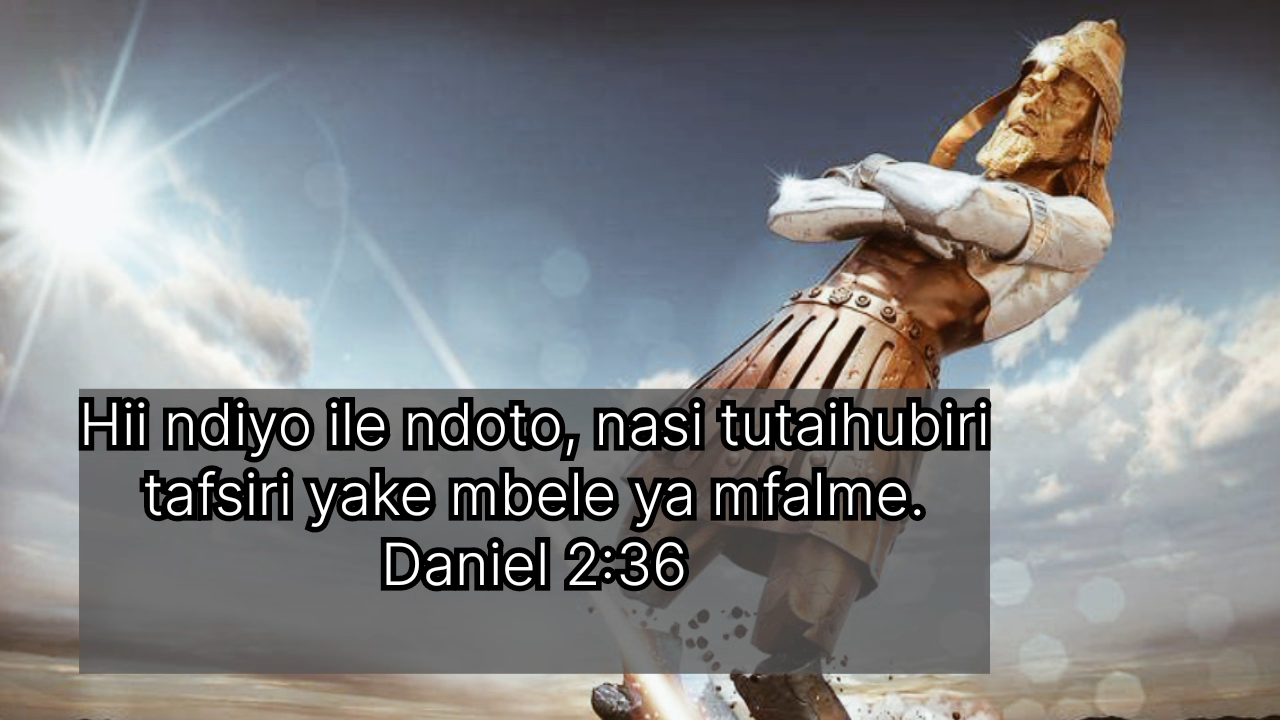 Hii ndiyo ile ndoto, nasi tutaihubiri
tafsiri yake mbele ya mfalme.
Daniel 2:36